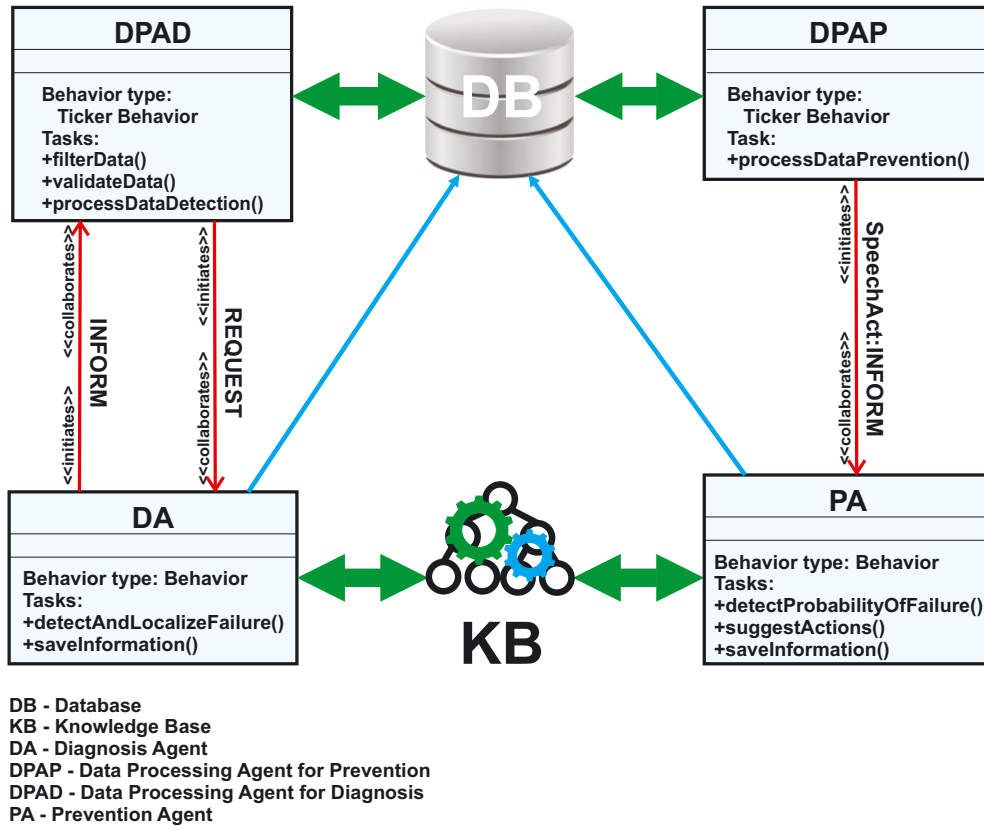 DPAD
Behavior type:
Ticker Behavior
Tasks:
+filterData()
+validateData()
+processDataDetection()
DB
DPAP
Behavior type:
Ticker Behavior
Task:
+processDataPrevention()
<<collaborates>>
<<initiates>>
INFORM
<<initiates>>
<<collaborates>>
REQUEST
<<initiates>>
<<collaborates>>
SpeechAct:INFORM
DA
Behavior type: Behavior
Tasks:
+detectAndLocalizeFailure()
+saveInformation()
KB
PA
Behavior type: Behavior
Tasks:
+detectProbabilityOfFailure()
+suggestActions()
+saveInformation()
DB - Database
KB - Knowledge Base
DA - Diagnosis Agent
DPAP - Data Processing Agent for Prevention
DPAD - Data Processing Agent for Diagnosis
PA - Prevention Agent